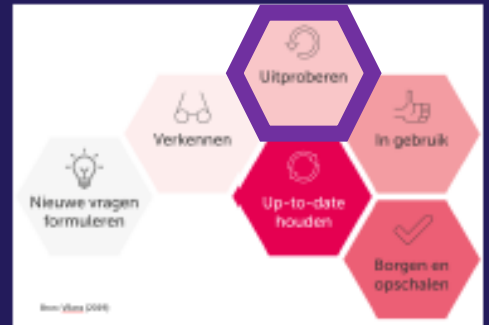 Uitproberen
Verkennen
In gebruik
Nieuwe vragen
formuleren
Up-to-date
houden
Borgen en
opschalen